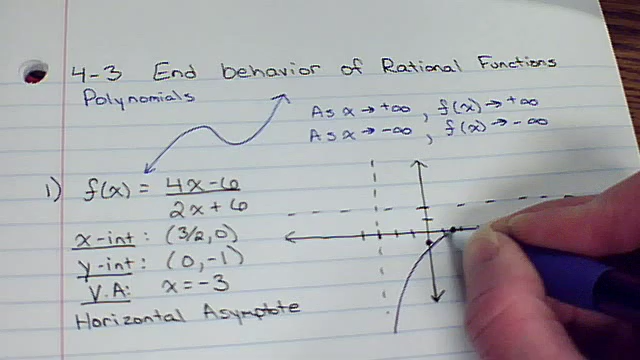 4-3 End behavior of Rational Functions
Polynomials
As x → +∞, f(x) → +∞
As x → -∞, f(x) → -∞
1) f(x) = 4x-6
2x+6
x-int: (3/2, 0)
y-int: (0, -1)
V.A: x = -3
Horizontal Asymptote